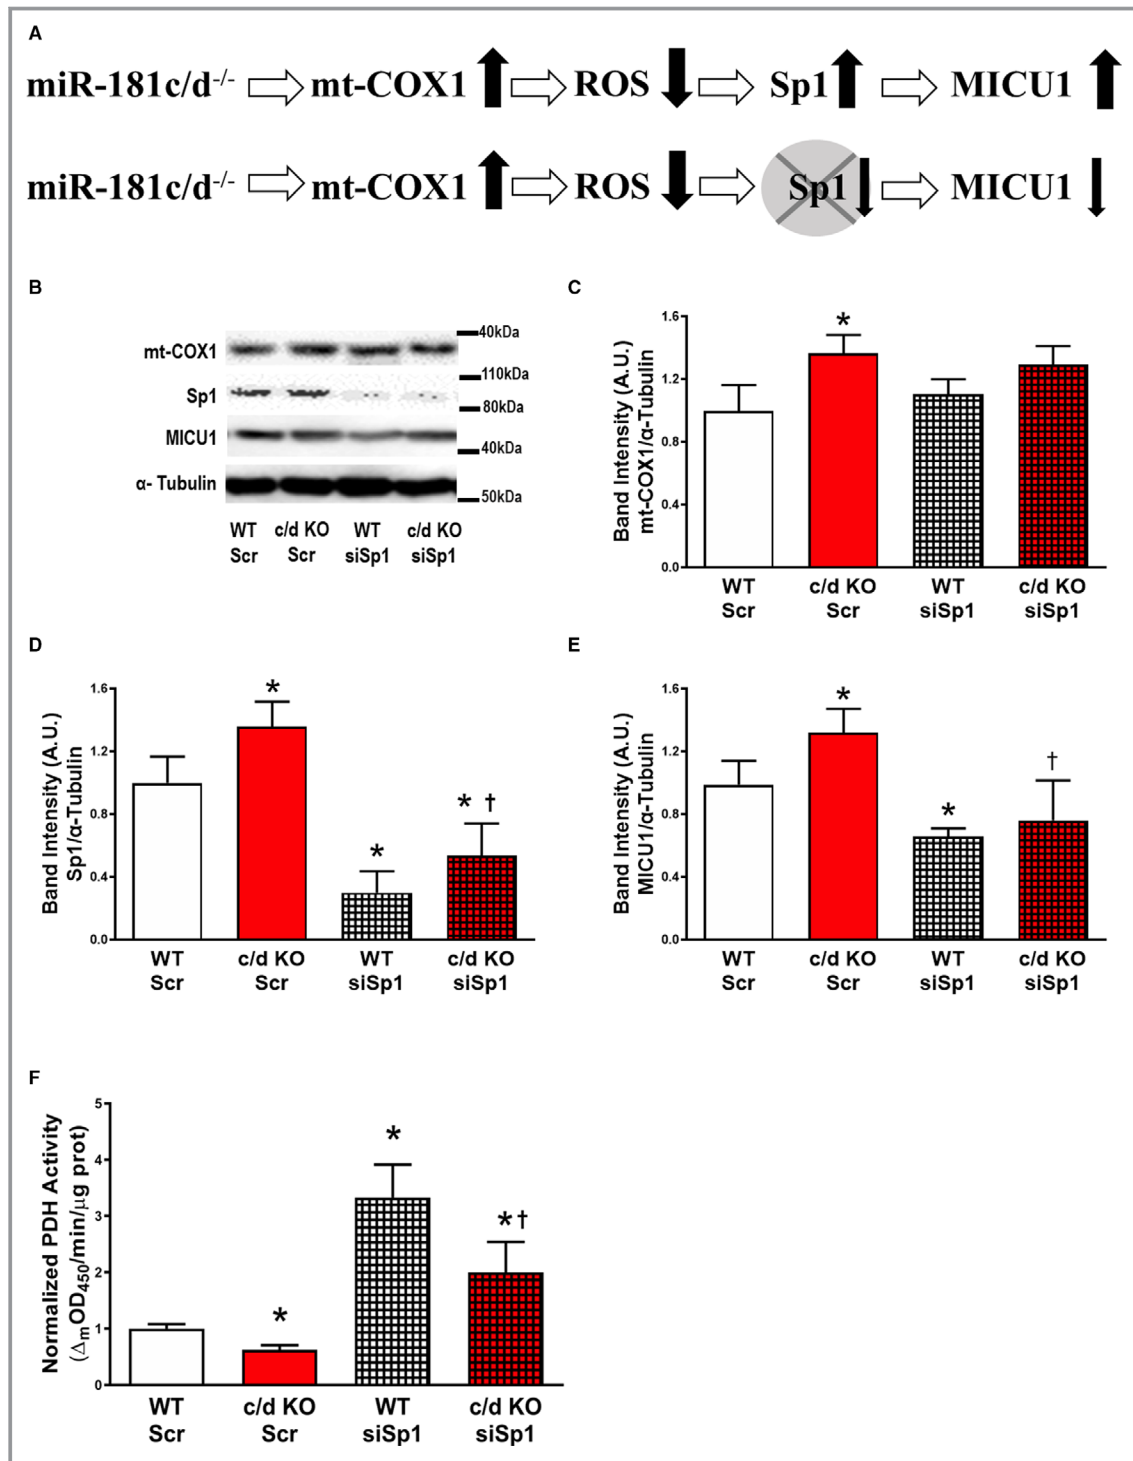 A
miR-181c/d-/- mt-COX1 ROS Sp1 MICU1
miR-181c/d-/- mt-COX1 ROS Sp1 MICU1
B
mt-COX1
Sp1
MICU1
α- Tubulin
40kDa
110kDa
80kDa
40kDa
50kDa
WT c/d KO WT c/d KO
Scr Scr siSp1 siSp1
C
Band Intensity (A.U.)
mt-COX1/α-Tubulin
1.6
1.2
0.8
0.4
0.0
*
WT c/d KO WT c/d KO
Scr Scr siSp1 siSp1
D
Band Intensity (A.U.)
Sp1/α-Tubulin
1.6
1.2
0.8
0.4
0.0
*
*
* †
WT c/d KO WT c/d KO
Scr Scr siSp1 siSp1
E
Band Intensity (A.U.)
MICU1/α-Tubulin
1.6
1.2
0.8
0.4
0.0
*
*
†
WT c/d KO WT c/d KO
Scr Scr siSp1 siSp1
F
Normalized PDH Activity
(ΔmOD450/min/μg prot)
5
4
3
2
1
0
*
*
*†
WT c/d KO WT c/d KO
Scr Scr siSp1 siSp1